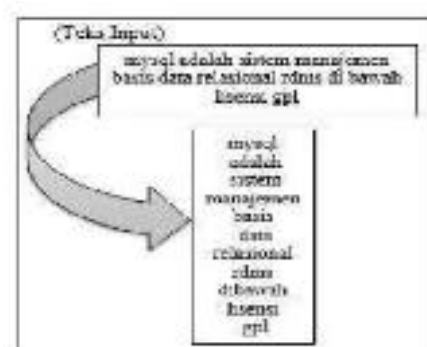 (Teks Input)
mysql adalah sistem manajemen
basis data relasional rdms di bawah
lisensi gpl
mysql
adalah
sistem
manajemen
basis
data
relasional
rdms
dibawah
lisensi
gpl